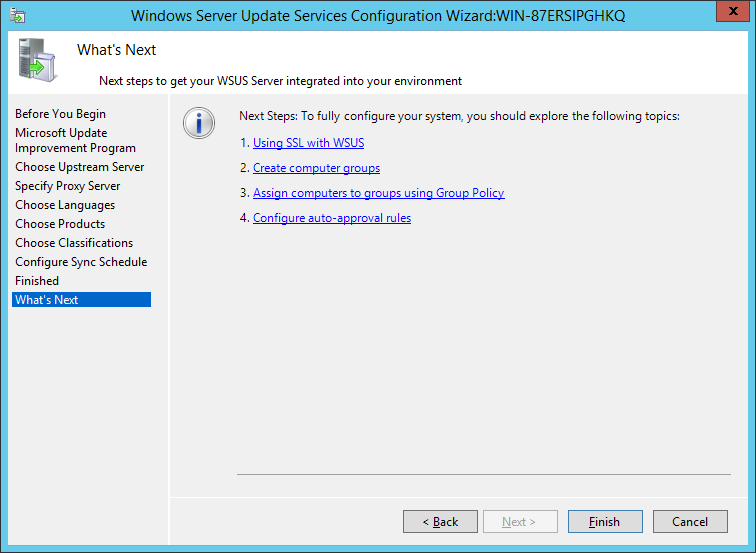 Windows Server Update Services Configuration Wizard:WIN-87ERSIPGHKQ
x
What's Next
Next steps to get your WSUS Server integrated into your environment
Before You Begin
Microsoft Update
Improvement Program
Choose Upstream Server
Specify Proxy Server
Choose Languages
Choose Products
Choose Classifications
Configure Sync Schedule
Finished
What's Next
Next Steps: To fully configure your system, you should explore the following topics:
1. Using SSL with WSUS
2. Create computer groups
3. Assign computers to groups using Group Policy
4. Configure auto-approval rules
< Back
Next >
Finish
Cancel